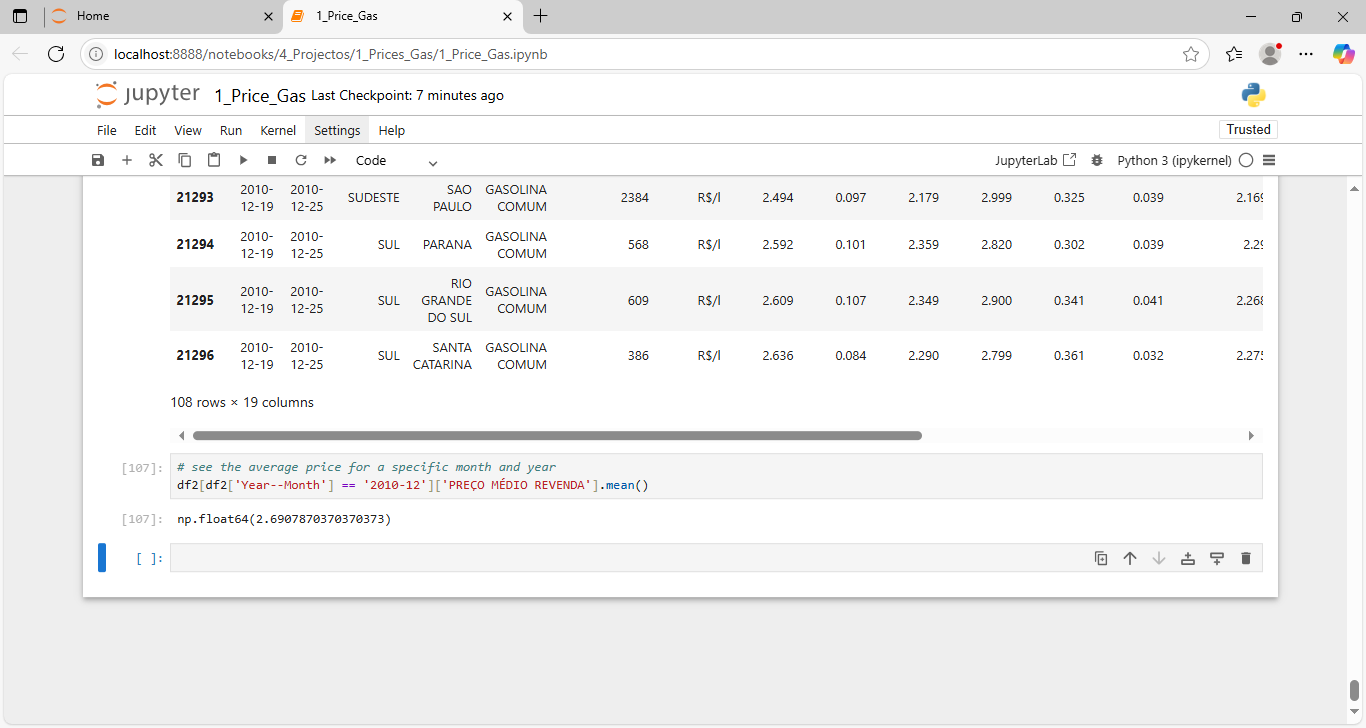 Home
1_Price_Gas
localhost:8888/notebooks/4_Projectos/1_Prices_Gas/1_Price_Gas.ipynb
jupyter 1_Price_Gas Last Checkpoint: 7 minutes ago
File Edit View Run Kernel Settings Help Trusted
Code JupyterLab Python 3 (ipykernel)
21293 2010-12-19 2010-12-25 SUDESTE SAO PAULO GASOLINA COMUM 2384 R$/l 2.494 0.097 2.179 2.999 0.325 0.039 2.169
21294 2010-12-19 2010-12-25 SUL PARANA GASOLINA COMUM 568 R$/l 2.592 0.101 2.359 2.820 0.302 0.039
21295 2010-12-19 2010-12-25 SUL RIO GRANDE DO SUL GASOLINA COMUM 609 R$/l 2.609 0.107 2.349 2.900 0.341 0.041 2.268
21296 2010-12-19 2010-12-25 SUL SANTA CATARINA GASOLINA COMUM 386 R$/l 2.636 0.084 2.290 2.799 0.361 0.032
108 rows × 19 columns
[107]: # see the average price for a specific month and year
df2[df2['Year--Month'] == '2010-12']['PREÇO MÉDIO REVENDA'].mean()
[107]: np.float64(2.6907870370370373)
[ ]: